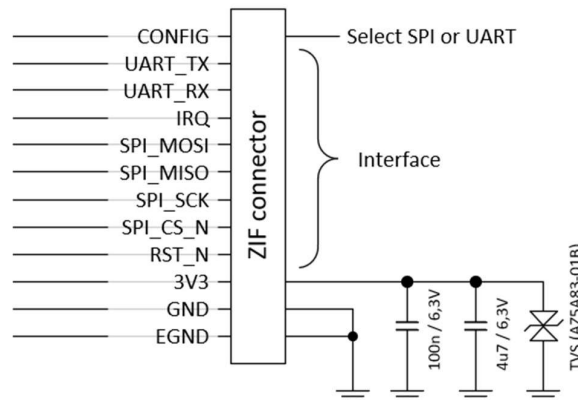 CONFIG
Select SPI or UART
UART_TX
UART_RX
IRQ
SPI_MOSI
SPI_MISO
SPI_SCK
SPI_CS_N
RST_N
3V3
GND
EGND
ZIF connector
Interface
100n / 6,3V
4u7 / 6,3V
TVS (AZ5A83-01B)